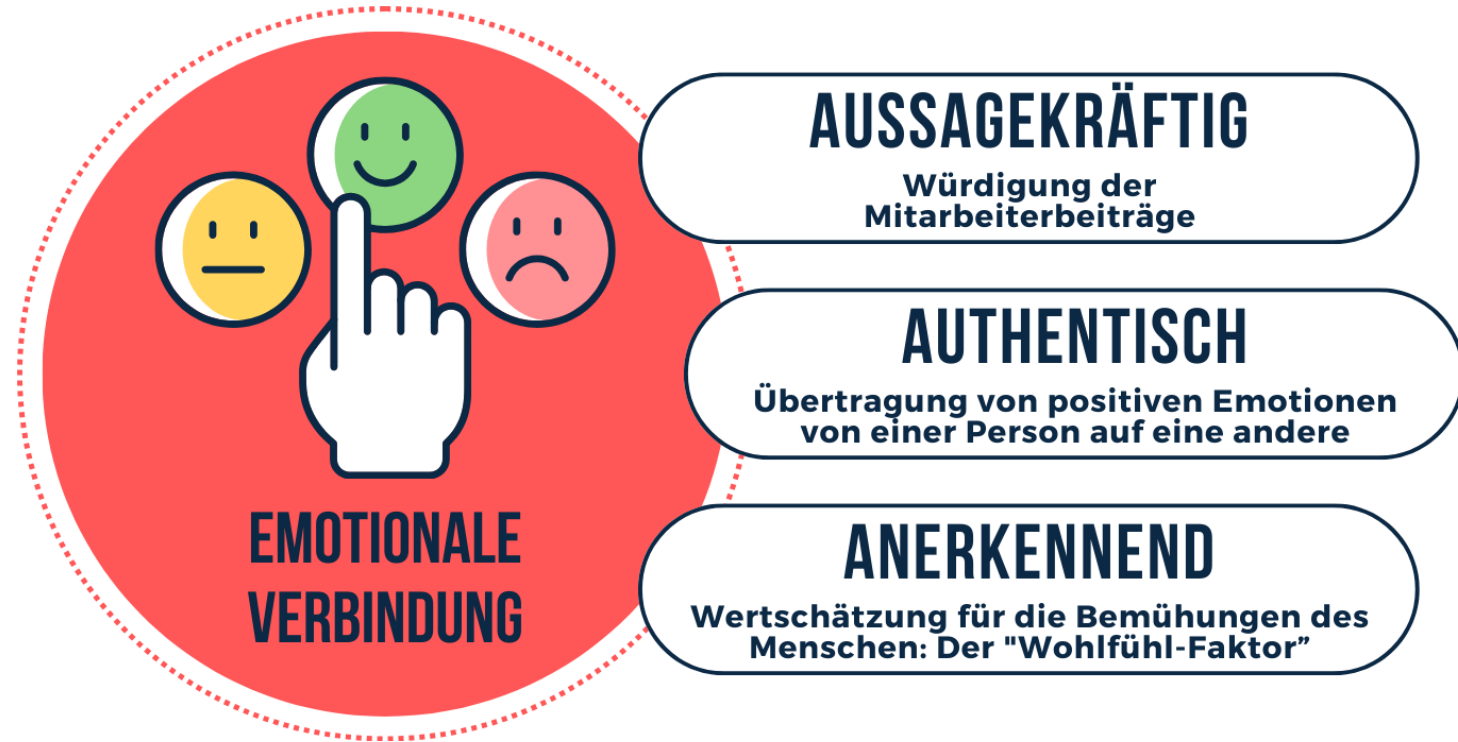 EMOTIONALE
VERBINDUNG
AUSSAGEKRÄFTIG
Würdigung der
Mitarbeiterbeiträge
AUTHENTISCH
Übertragung von positiven Emotionen
von einer Person auf eine andere
ANERKENNEND
Wertschätzung für die Bemühungen des
Menschen: Der "Wohlfühl-Faktor”